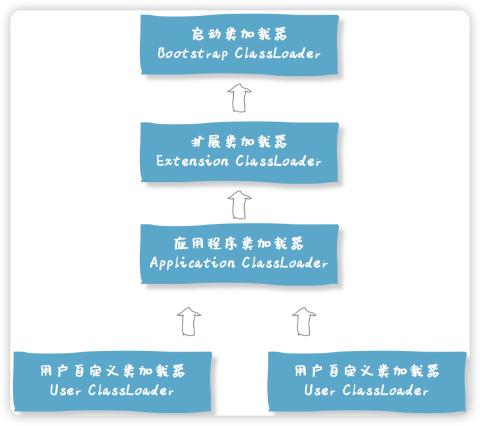 启动类加载器
Bootstrap ClassLoader
扩展类加载器
Extension ClassLoader
应用程序类加载器
Application ClassLoader
用户自定义类加载器
User ClassLoader
用户自定义类加载器
User ClassLoader